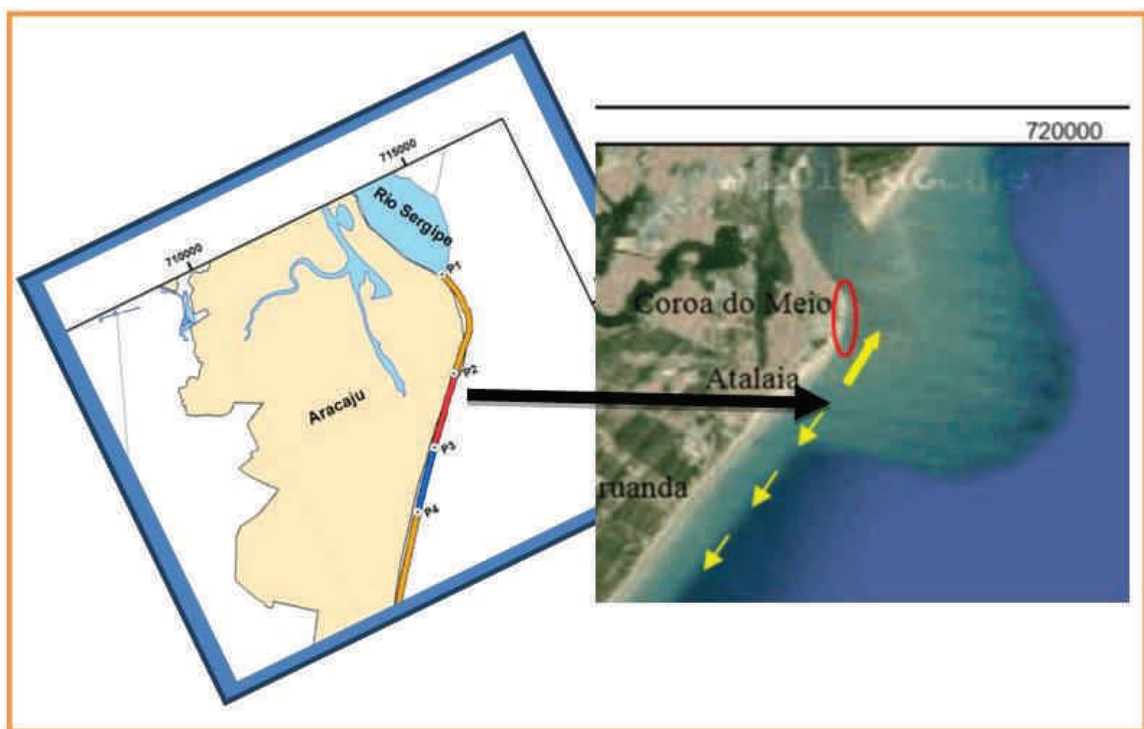 715000
710000
Rio Sergipe
P1
P2
Aracaju
P3
P4
720000
Coroa do Meio
Atalaia
ruanda